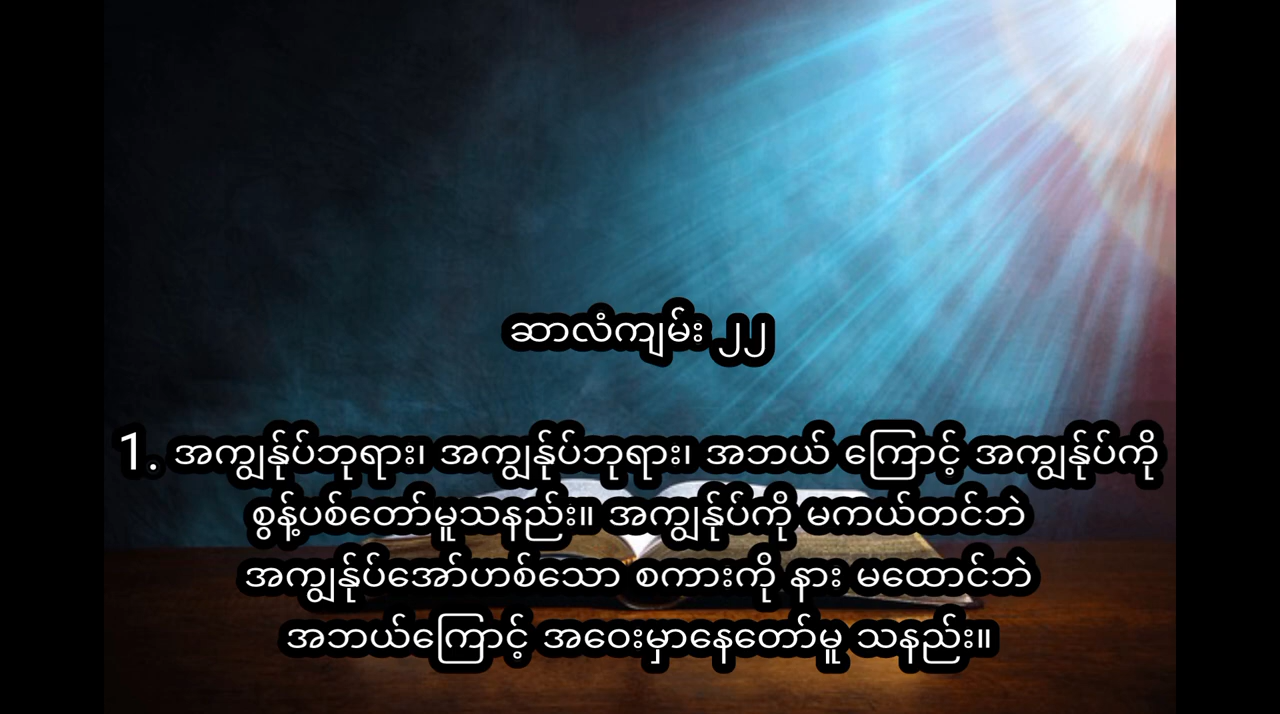 ဆာလံကျမ်း ၂၂
1. အကျွန်ုပ်ဘုရား၊ အကျွန်ုပ်ဘုရား၊ အဘယ် ကြောင့် အကျွန်ုပ်ကို
စွန့်ပစ်တော်မူသနည်း။ အကျွန်ုပ်ကို မကယ်တင်ဘဲ
အကျွန်ုပ်အော်ဟစ်သော စကားကို နား မထောင်ဘဲ
အဘယ်ကြောင့် အဝေးမှာနေတော်မူ သနည်း။